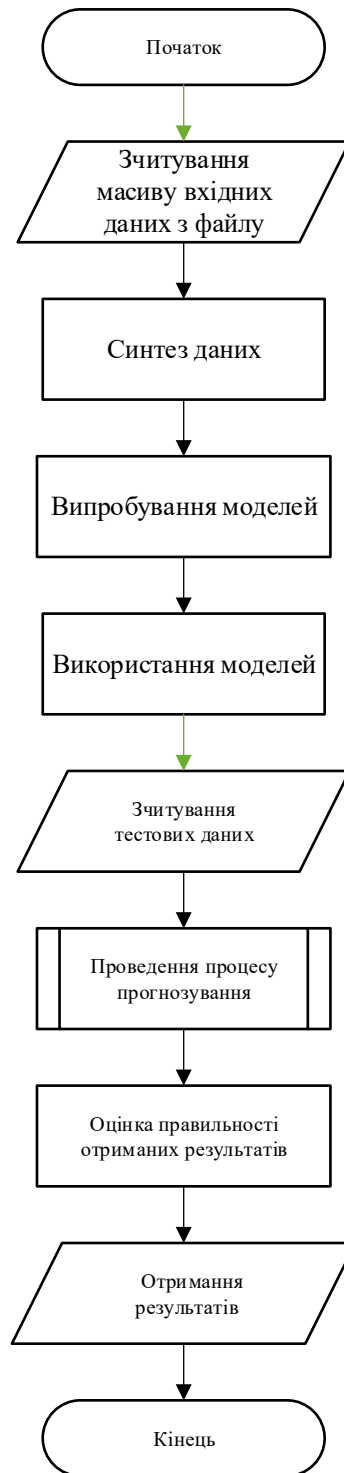 Початок
Зчитування
масиву вхідних
даних з файлу
Синтез даних
Випробування моделей
Використання моделей
Зчитування
тестових даних
Проведення процесу
прогнозування
Оцінка правильності
отриманих результатів
Отримання
результатів
Кінець